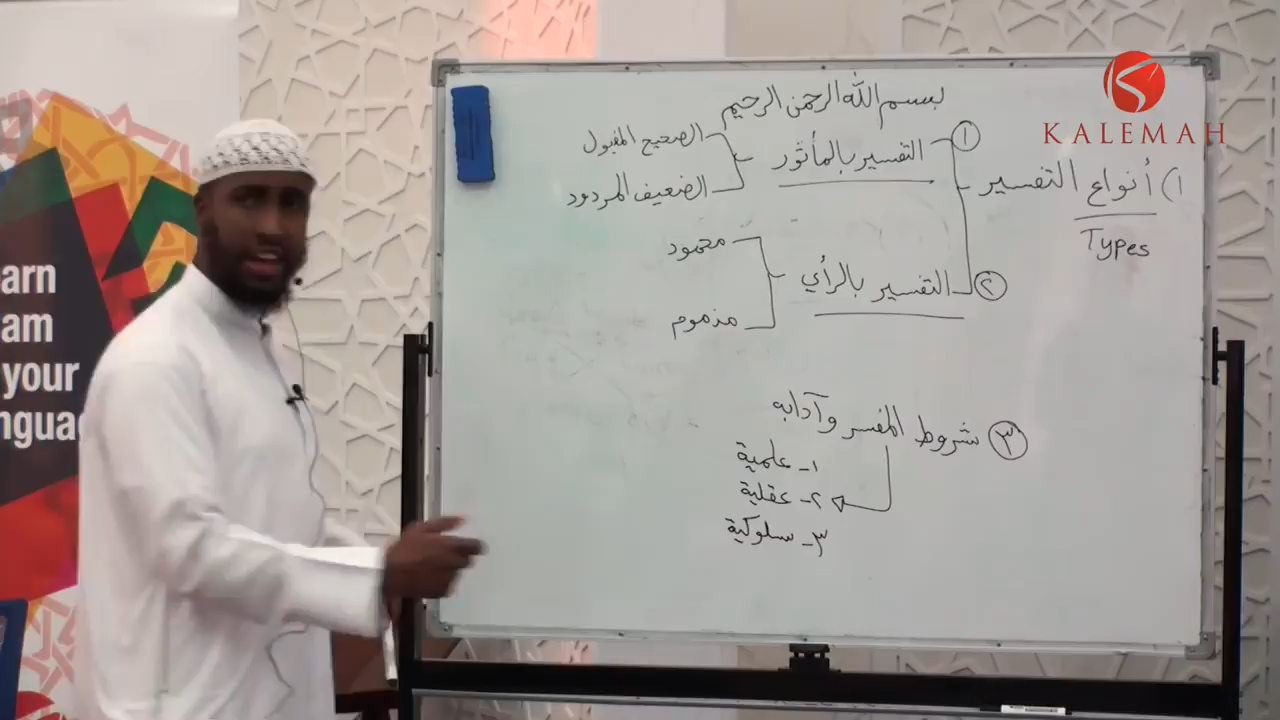 بسم الله الرحمن الرحيم
KALEMAH
١) أنواع التفسير
Types
١ التفسير بالمأثور
الصحيح المقبول
الضعيف المردود
٢ التفسير بالرأي
محمود
مذموم
٣ شروط المفسر وآدابه
١- علمية
٢- عقلية
٣- سلوكية
arn
am
your
ngua